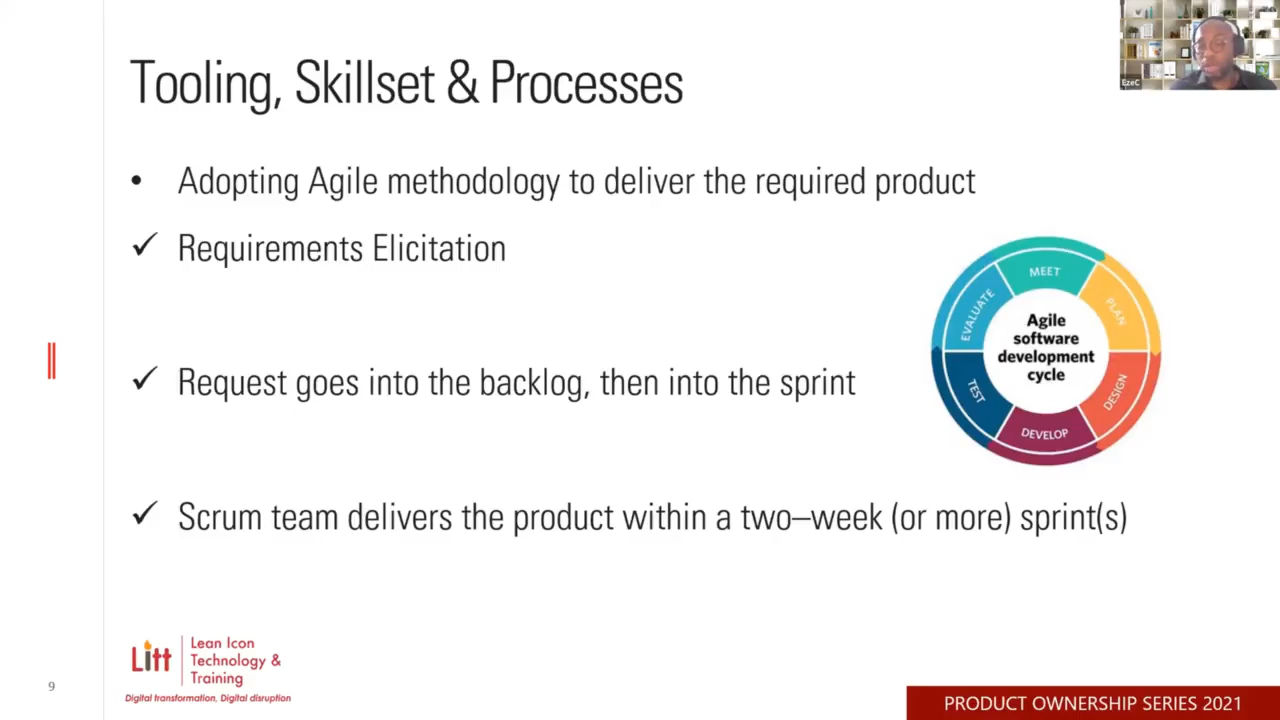 EzeC
Tooling, Skillset & Processes
• Adopting Agile methodology to deliver the required product
✓ Requirements Elicitation
✓ Request goes into the backlog, then into the sprint
✓ Scrum team delivers the product within a two–week (or more) sprint(s)
MEET
PLAN
DESIGN
DEVELOP
TEST
EVALUATE
Agile
software
development
cycle
Litt
Lean Icon
Technology &
Training
Digital transformation, Digital disruption
9
PRODUCT OWNERSHIP SERIES 2021